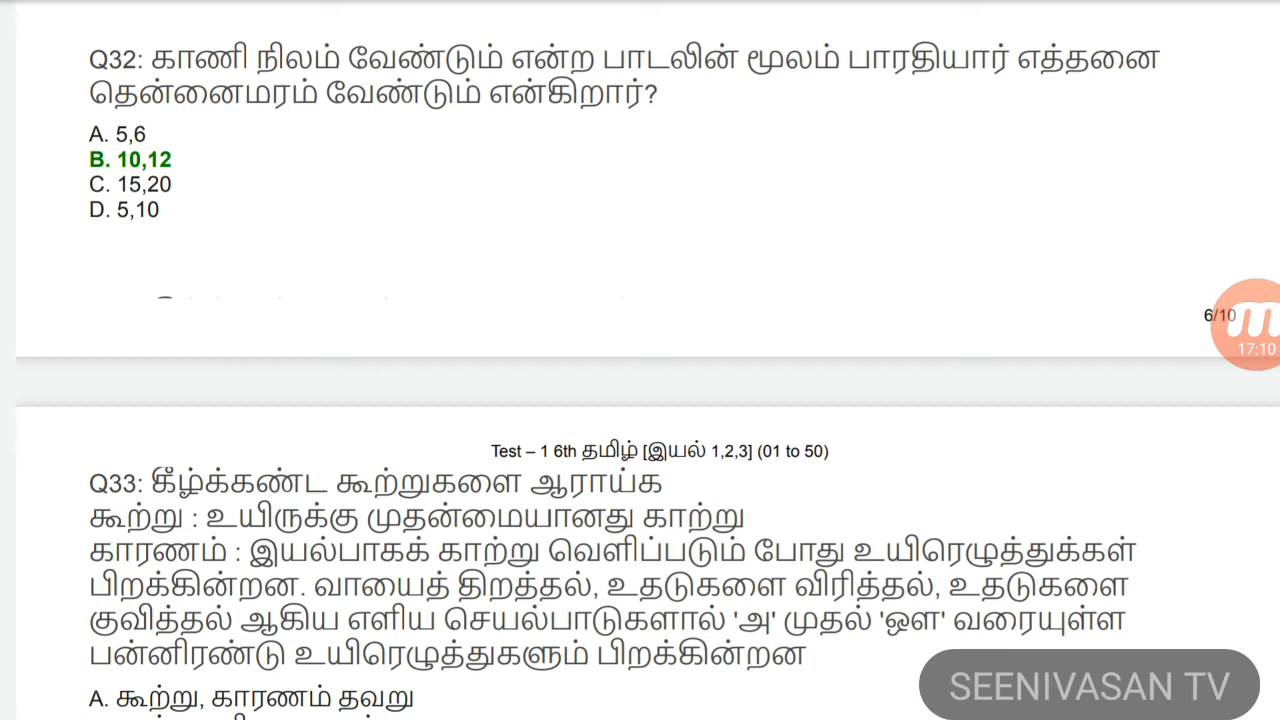 Q32: காணி நிலம் வேண்டும் என்ற பாடலின் மூலம் பாரதியார் எத்தனை
தென்னைமரம் வேண்டும் என்கிறார்?
A. 5,6
B. 10,12
C. 15,20
D. 5,10
6/10
17:10
Test – 1 6th தமிழ் [இயல் 1,2,3] (01 to 50)
Q33: கீழ்க்கண்ட கூற்றுகளை ஆராய்க
கூற்று : உயிருக்கு முதன்மையானது காற்று
காரணம் : இயல்பாகக் காற்று வெளிப்படும் போது உயிரெழுத்துக்கள்
பிறக்கின்றன. வாயைத் திறத்தல், உதடுகளை விரித்தல், உதடுகளை
குவித்தல் ஆகிய எளிய செயல்பாடுகளால் 'அ' முதல் 'ஔ' வரையுள்ள
பன்னிரண்டு உயிரெழுத்துகளும் பிறக்கின்றன
A. கூற்று, காரணம் தவறு
SEENIVASAN TV